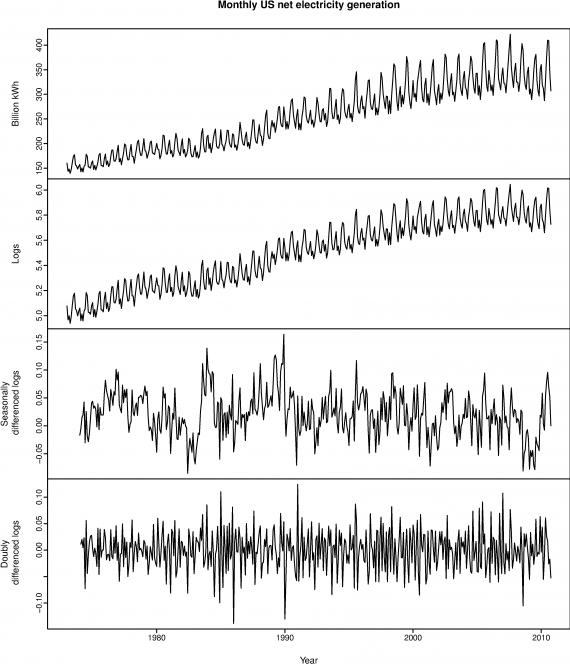 Monthly US net electricity generation
Billion kWh
150 200 250 300 350 400
Logs
5.0 5.2 5.4 5.6 5.8 6.0
Seasonally
differenced logs
−0.05 0.00 0.05 0.10 0.15
Doubly
differenced logs
−0.10 0.00 0.05 0.10
1980 1990 2000 2010
Year